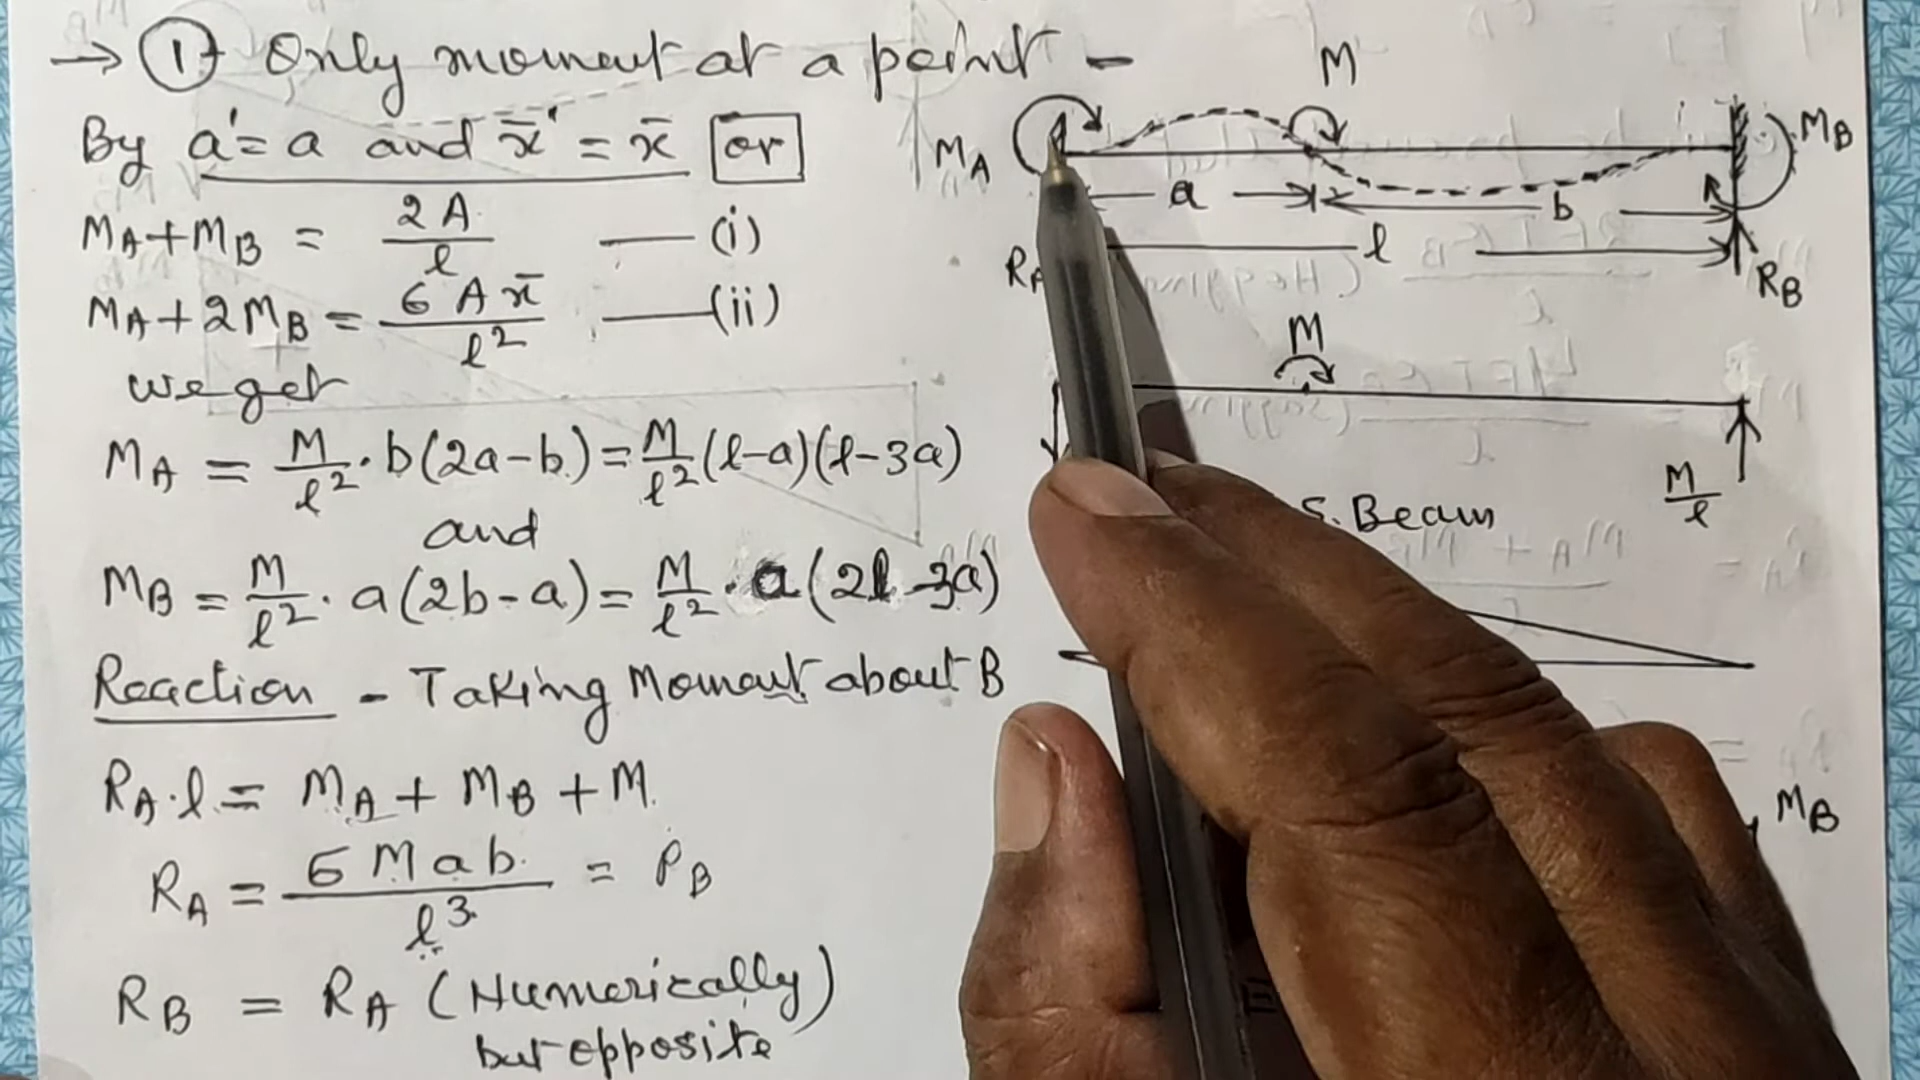 → ① Only moment at a point -
By a' = a and x̄' = x̄ or
MA + MB = 2A/l —— (i)
MA + 2MB = 6Ax̄/l² —— (ii)
we get
MA = M/l² . b(2a-b) = M/l² (l-a)(l-3a)
and
MB = M/l² . a(2b-a) = M/l² . a(2l-3a)
Reaction - Taking Moment about B
RA.l = MA + MB + M
RA = 6Mab/l³ = RB
RB = RA (Numerically)
but opposite
M
MA
MB
a
b
l
RA
RB
M
M/l
S. Beam
MB